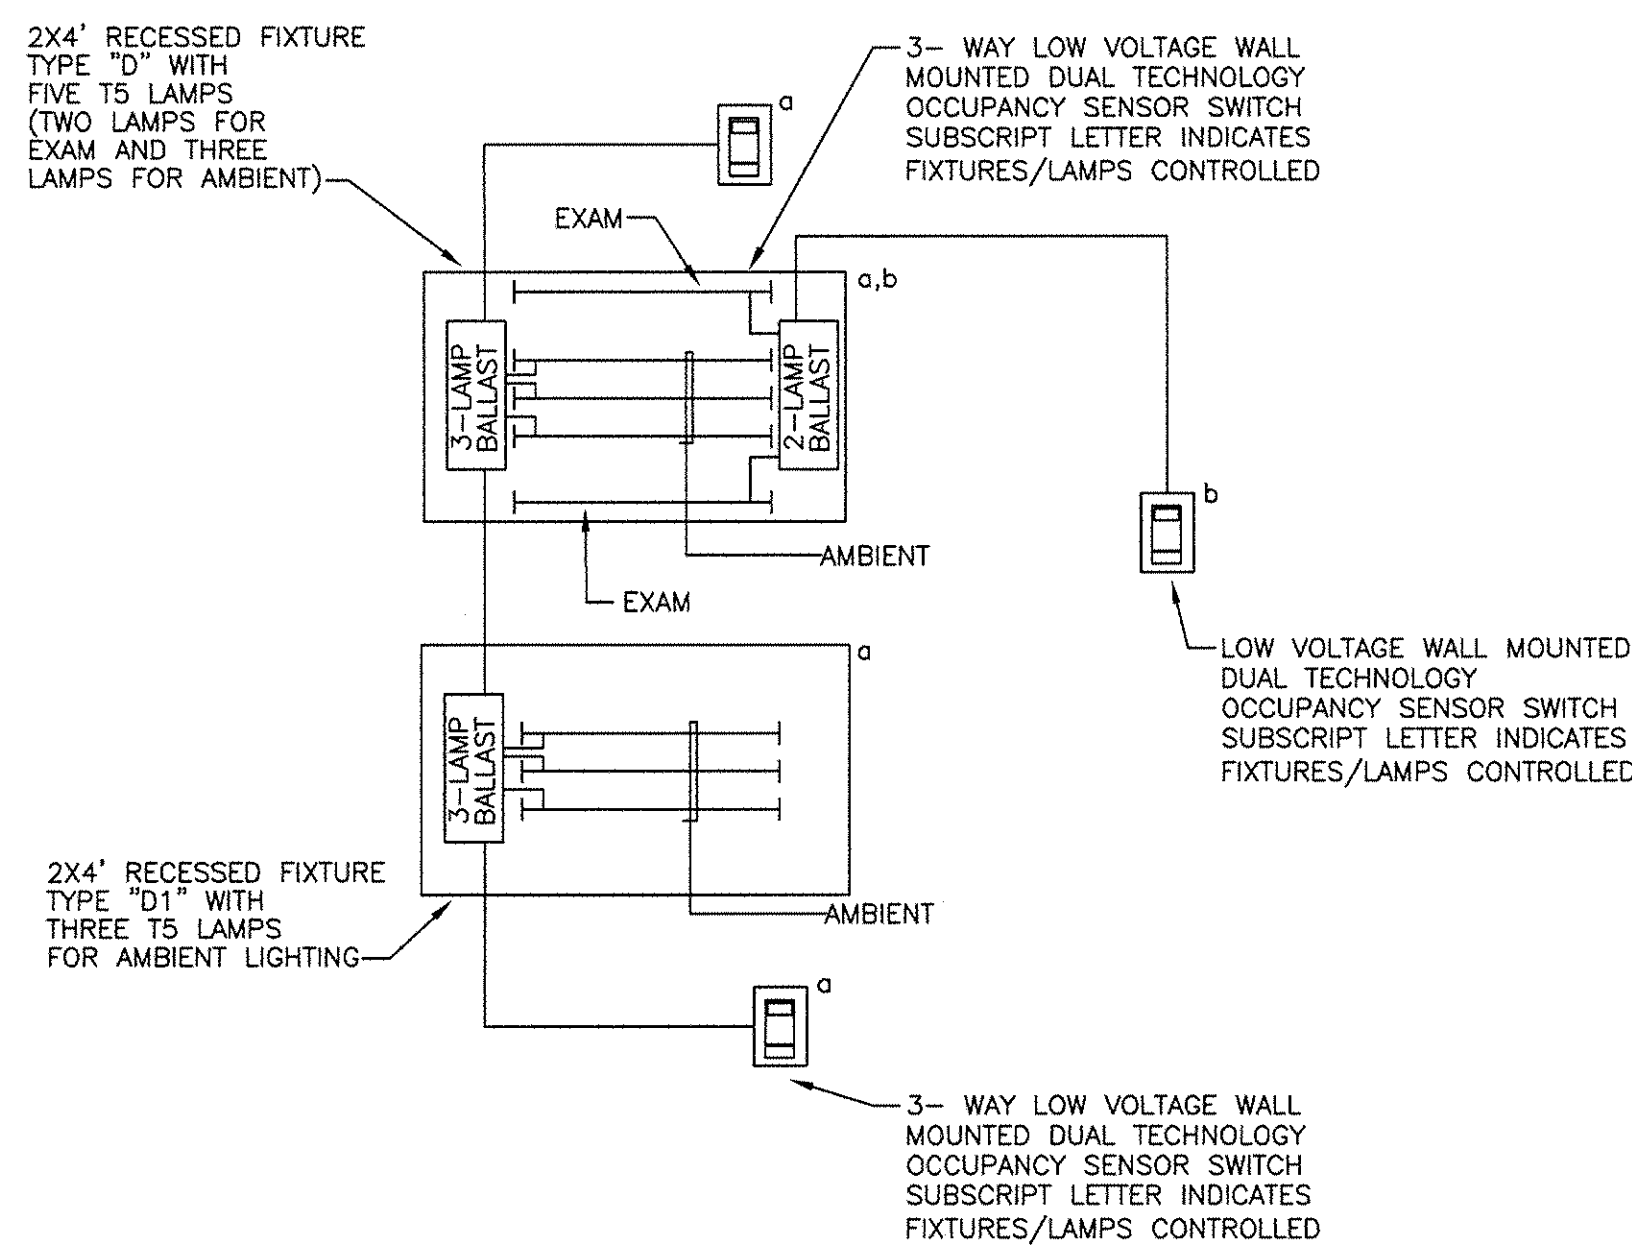 2X4' RECESSED FIXTURE
TYPE "D" WITH
FIVE T5 LAMPS
(TWO LAMPS FOR
EXAM AND THREE
LAMPS FOR AMBIENT)
3- WAY LOW VOLTAGE WALL
MOUNTED DUAL TECHNOLOGY
OCCUPANCY SENSOR SWITCH
SUBSCRIPT LETTER INDICATES
FIXTURES/LAMPS CONTROLLED
a
EXAM
a,b
3-LAMP
BALLAST
2-LAMP
BALLAST
b
AMBIENT
EXAM
LOW VOLTAGE WALL MOUNTED
DUAL TECHNOLOGY
OCCUPANCY SENSOR SWITCH
SUBSCRIPT LETTER INDICATES
FIXTURES/LAMPS CONTROLLED
a
3-LAMP
BALLAST
2X4' RECESSED FIXTURE
TYPE "D1" WITH
THREE T5 LAMPS
FOR AMBIENT LIGHTING
AMBIENT
a
3- WAY LOW VOLTAGE WALL
MOUNTED DUAL TECHNOLOGY
OCCUPANCY SENSOR SWITCH
SUBSCRIPT LETTER INDICATES
FIXTURES/LAMPS CONTROLLED